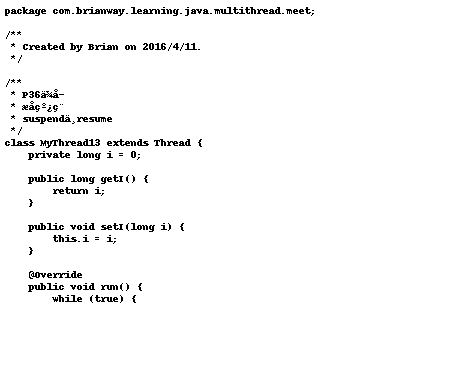 package com.brianway.learning.java.multithread.meet;
/**
 * Created by Brian on 2016/4/11.
 */
/**
 * P36ä¾å­
 * æåçº¿ç¨
 * suspendä¸resume
 */
class MyThread13 extends Thread {
    private long i = 0;
    public long getI() {
        return i;
    }
    public void setI(long i) {
        this.i = i;
    }
    @Override
    public void run() {
        while (true) {